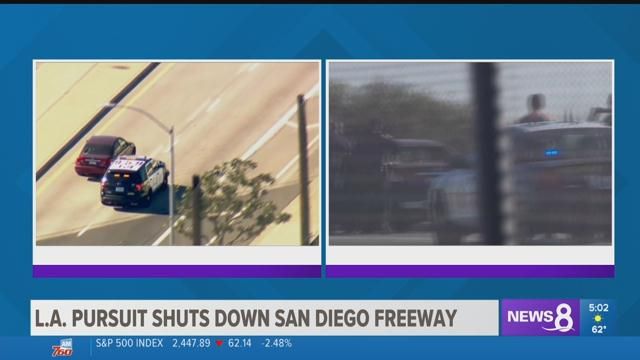 L.A. PURSUIT SHUTS DOWN SAN DIEGO FREEWAY
NEWS 8
5:02
62°
AM 760
S&P 500 INDEX 2,447.89 ▼ 62.14 -2.48%